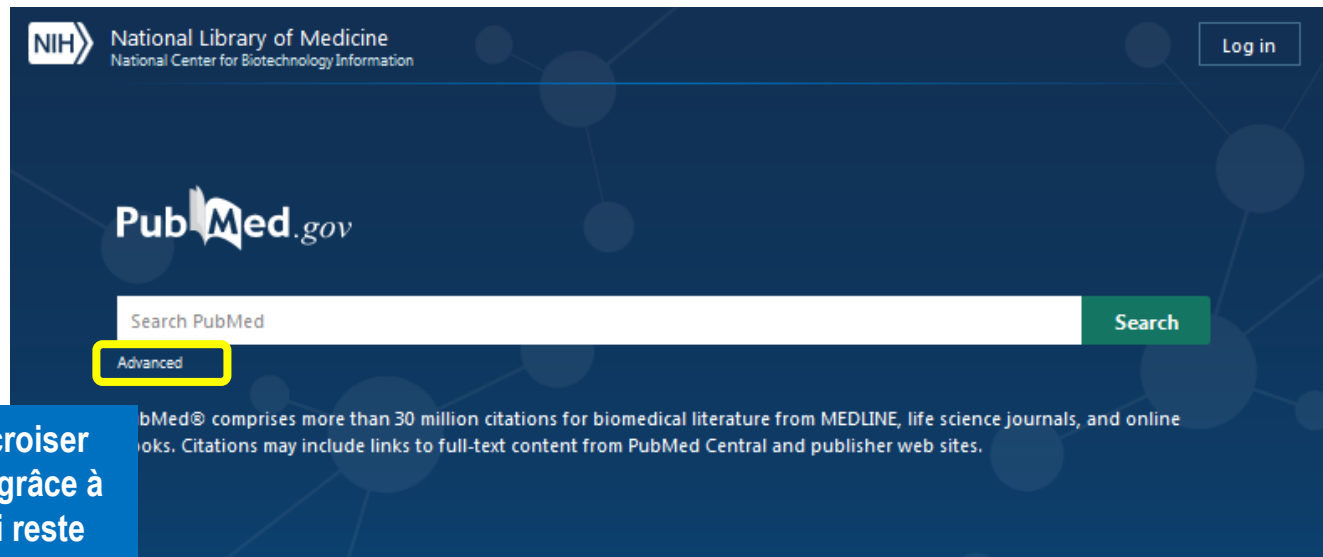 NIH
National Library of Medicine
National Center for Biotechnology Information
Log in
PubMed.gov
Search PubMed
Search
Advanced
bMed® comprises more than 30 million citations for biomedical literature from MEDLINE, life science journals, and online
oks. Citations may include links to full-text content from PubMed Central and publisher web sites.
croiser
grâce à
i reste